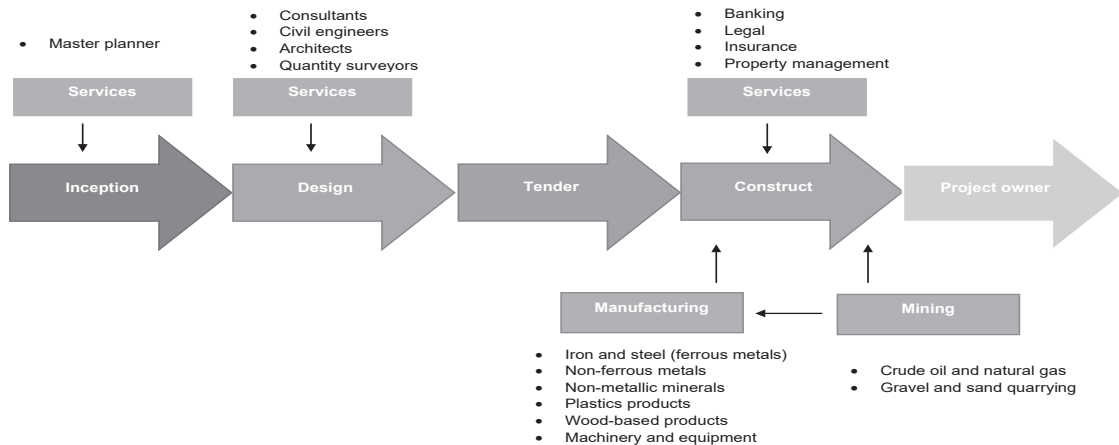 • Master planner
• Consultants
• Civil engineers
• Architects
• Quantity surveyors
• Banking
• Legal
• Insurance
• Property management
Services
Services
Services
Inception
Design
Tender
Construct
Project owner
Manufacturing
Mining
• Iron and steel (ferrous metals)
• Non-ferrous metals
• Non-metallic minerals
• Plastics products
• Wood-based products
• Machinery and equipment
• Crude oil and natural gas
• Gravel and sand quarrying